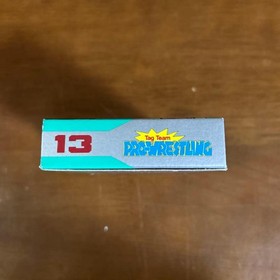 13
Tag Team
PRO-WRESTLING